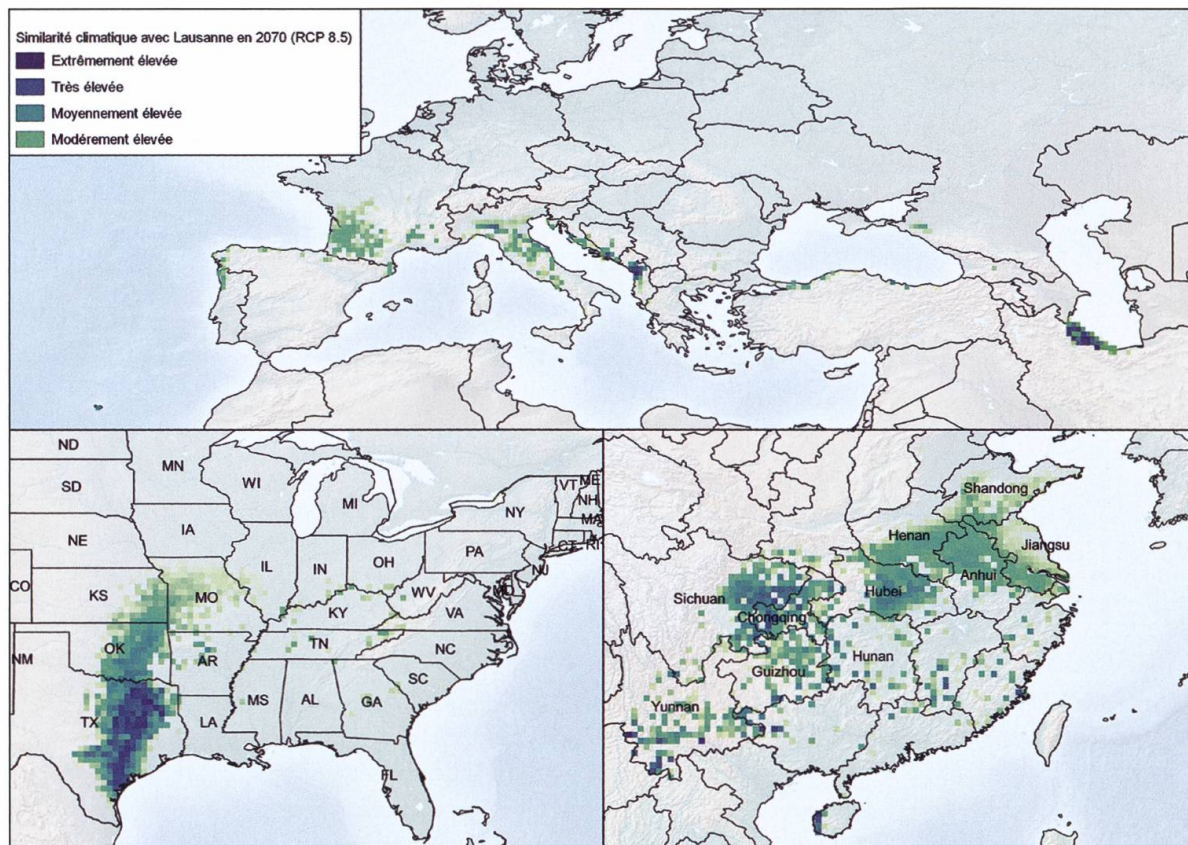 Similarité climatique avec Lausanne en 2070 (RCP 8.5)
Extrêmement élevée
Très élevée
Moyennement élevée
Modérement élevée
ND
MN
SD
WI
MI
VT
ME
NH
NY
MA
IA
NE
CT
RI
PA
NJ
OH
IL
IN
CO
KS
MO
WV
MD
VA
KY
NM
OK
AR
TN
NC
SC
TX
LA
MS
AL
GA
FL
Shandong
Henan
Jiangsu
Anhui
Sichuan
Hubei
Chongqing
Hunan
Guizhou
Yunnan